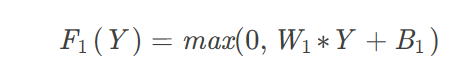 F₁(Y) = max(0, W₁ * Y + B₁)